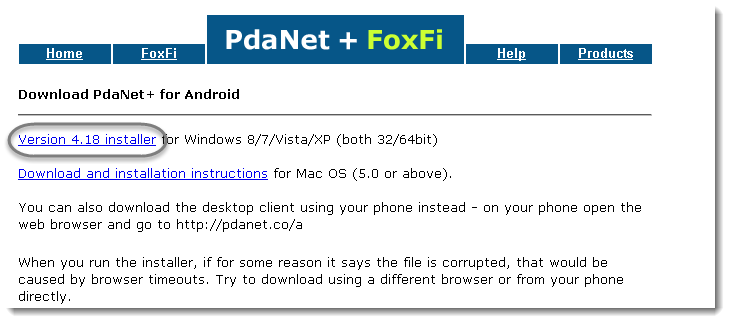 Home
FoxFi
PdaNet + FoxFi
Help
Products
Download PdaNet+ for Android
Version 4.18 installer for Windows 8/7/Vista/XP (both 32/64bit)
Download and installation instructions for Mac OS (5.0 or above).
You can also download the desktop client using your phone instead - on your phone open the
web browser and go to http://pdanet.co/a
When you run the installer, if for some reason it says the file is corrupted, that would be
caused by browser timeouts. Try to download using a different browser or from your phone
directly.